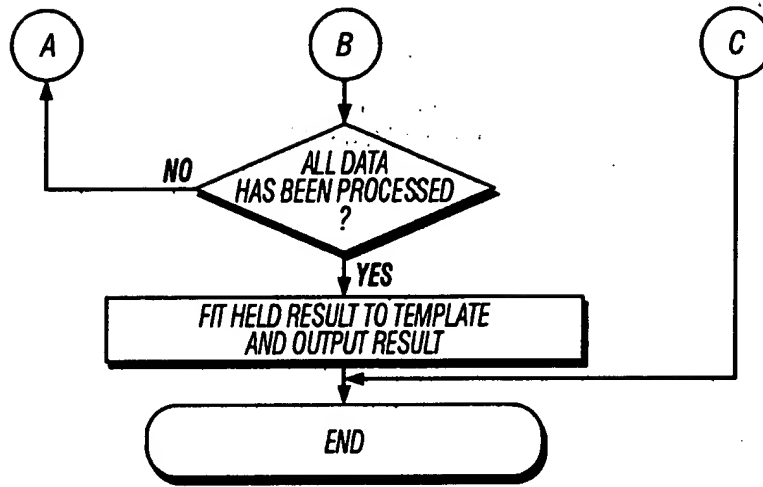 A
B
C
ALL DATA
HAS BEEN PROCESSED
?
NO
YES
FIT HELD RESULT TO TEMPLATE
AND OUTPUT RESULT
END